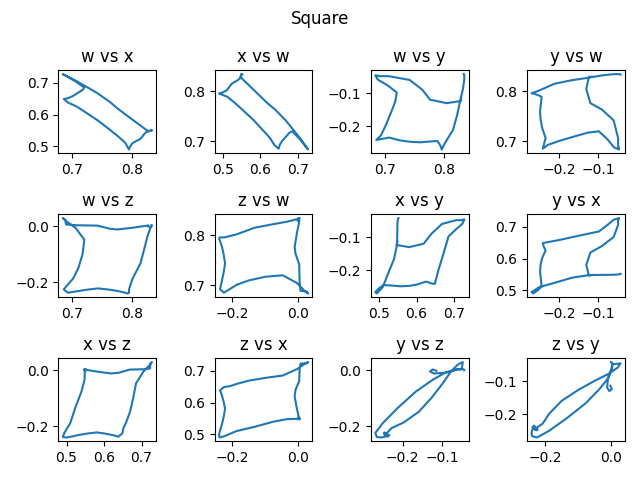 Square
w vs x
x vs w
w vs y
y vs w
0.7
0.6
0.5
0.7 0.8
0.8
0.7
0.5 0.6 0.7
−0.1
−0.2
0.7 0.8
0.8
0.7
−0.2 −0.1
w vs z
z vs w
x vs y
y vs x
0.0
−0.2
0.7 0.8
0.8
0.7
−0.2 0.0
−0.1
−0.2
0.5 0.6 0.7
0.7
0.6
0.5
−0.2 −0.1
x vs z
z vs x
y vs z
z vs y
0.0
−0.2
0.5 0.6 0.7
0.7
0.6
0.5
−0.2 0.0
0.0
−0.2
−0.2 −0.1
−0.1
−0.2
−0.2 0.0